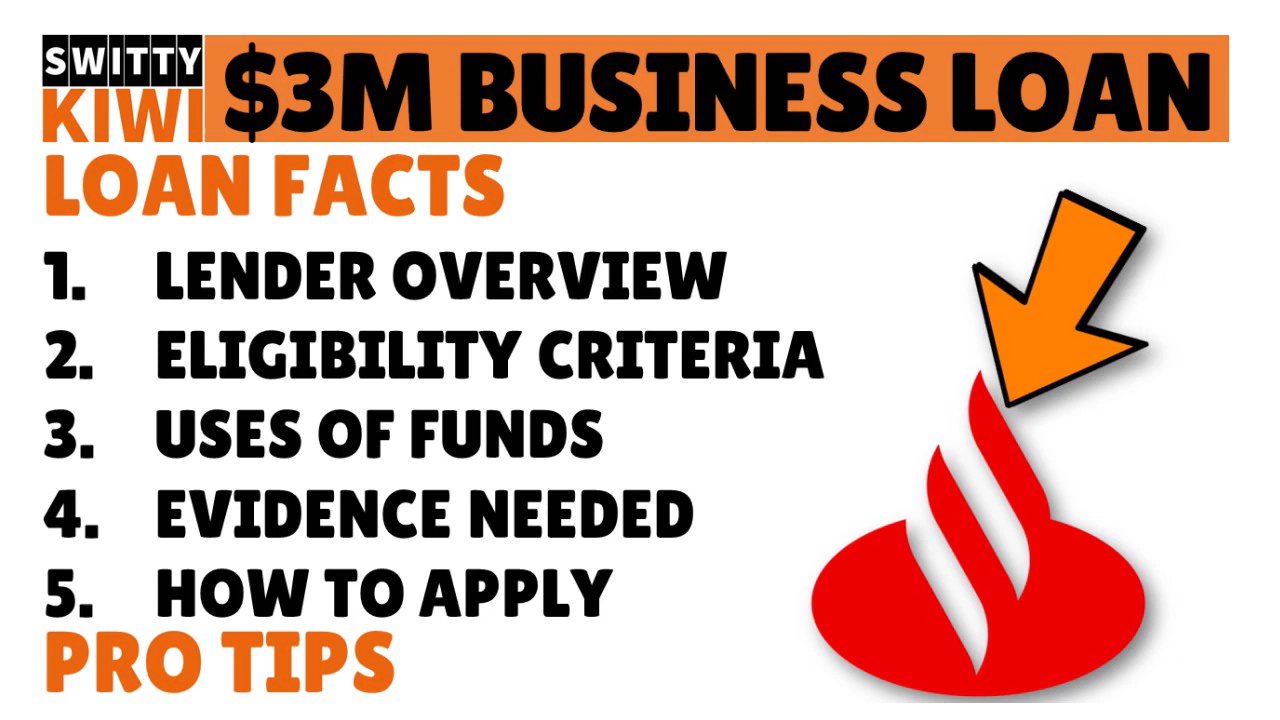 SWITTY
KIWI
$3M BUSINESS LOAN
LOAN FACTS
1. LENDER OVERVIEW
2. ELIGIBILITY CRITERIA
3. USES OF FUNDS
4. EVIDENCE NEEDED
5. HOW TO APPLY
PRO TIPS